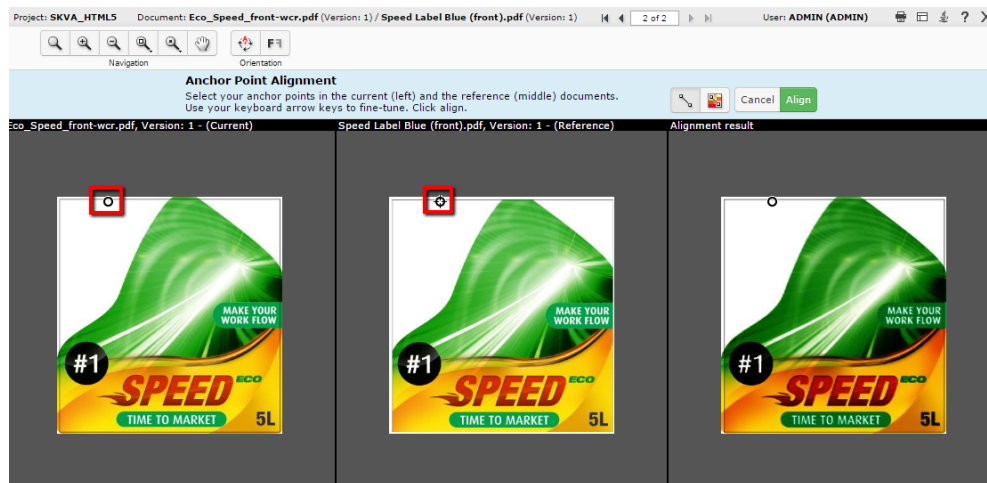 Project: SKVA_HTML5 Document: Eco_Speed_front-wcr.pdf (Version: 1) / Speed Label Blue (front).pdf (Version: 1) 2 of 2 User: ADMIN (ADMIN) ?
Navigation Orientation
Anchor Point Alignment
Select your anchor points in the current (left) and the reference (middle) documents.
Use your keyboard arrow keys to fine-tune. Click align.
Cancel Align
Eco_Speed_front-wcr.pdf, Version: 1 - (Current)
Speed Label Blue (front).pdf, Version: 1 - (Reference)
Alignment result
MAKE YOUR
WORK FLOW
#1
SPEED ECO
TIME TO MARKET 5L
MAKE YOUR
WORK FLOW
#1
SPEED ECO
TIME TO MARKET 5L
MAKE YOUR
WORK FLOW
#1
SPEED ECO
TIME TO MARKET 5L